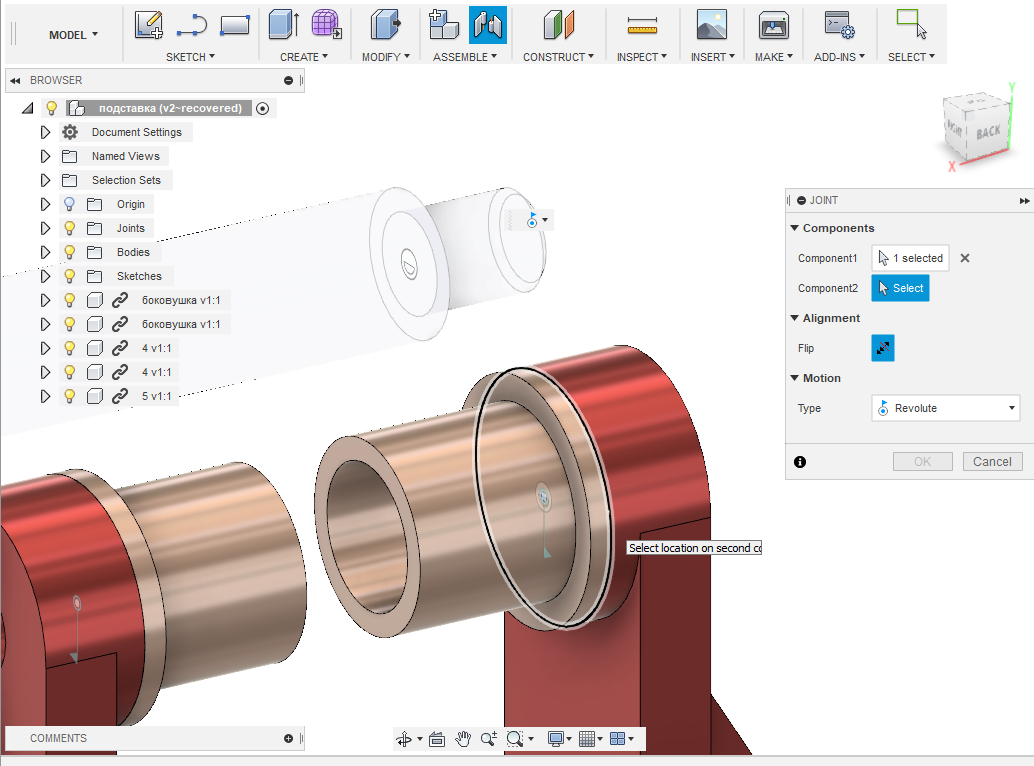 MODEL
SKETCH
CREATE
MODIFY
ASSEMBLE
CONSTRUCT
INSPECT
INSERT
MAKE
ADD-INS
SELECT
BROWSER
подставка (v2~recovered)
Document Settings
Named Views
Selection Sets
Origin
Joints
Bodies
Sketches
боковушка v1:1
боковушка v1:1
4 v1:1
4 v1:1
5 v1:1
Y
RIGHT
BACK
X
JOINT
Components
Component1 1 selected
Component2 Select
Alignment
Flip
Motion
Type Revolute
OK Cancel
Select location on second co
COMMENTS